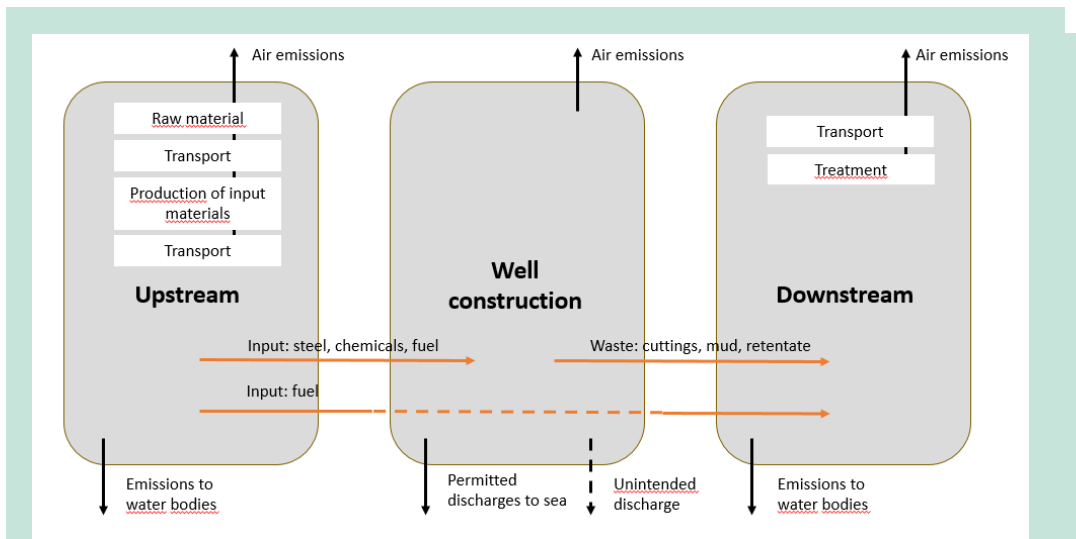 Air emissions
Air emissions
Air emissions
Raw material
Transport
Production of input
materials
Transport
Upstream
Well
construction
Transport
Treatment
Downstream
Input: steel, chemicals, fuel
Waste: cuttings, mud, retentate
Input: fuel
Emissions to
water bodies
Permitted
discharges to sea
Unintended
discharge
Emissions to
water bodies